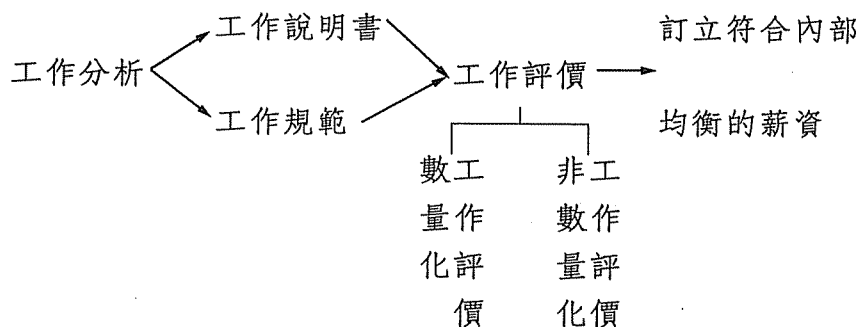 工作分析
工作說明書
工作規範
工作評價
訂立符合內部
均衡的薪資
數量化
工作評價
非數量化
工作評價